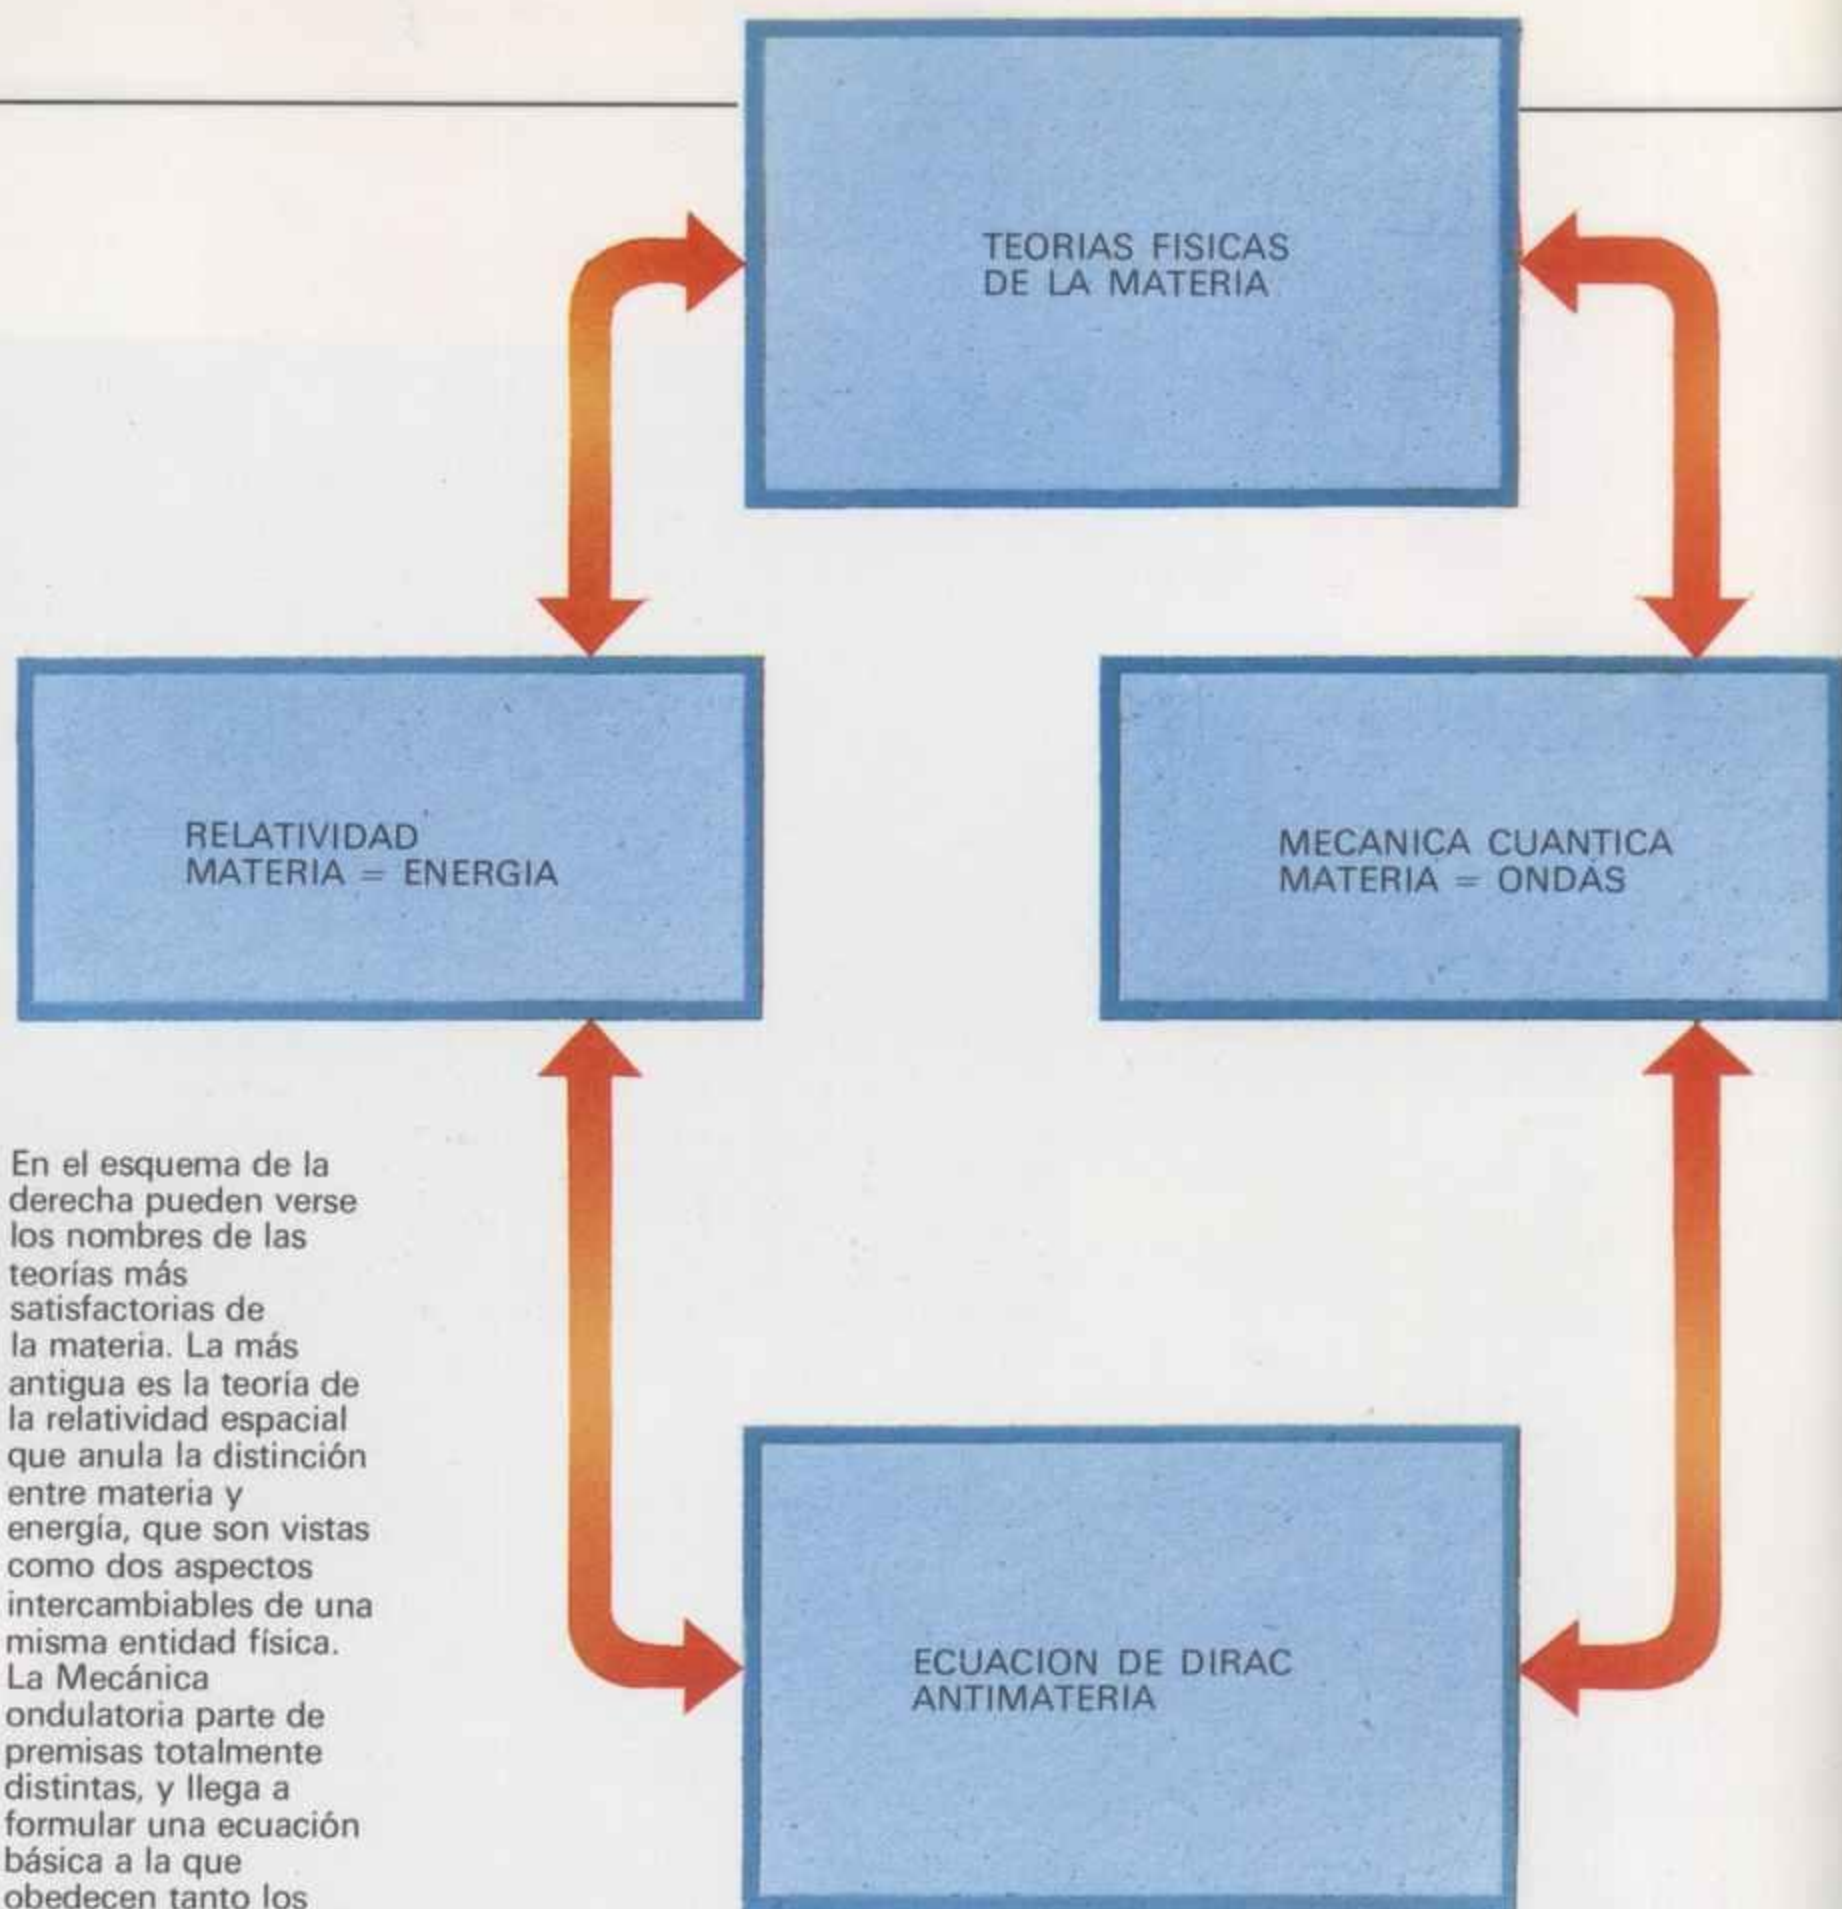 TEORIAS FISICAS
DE LA MATERIA
RELATIVIDAD
MATERIA = ENERGIA
MECANICA CUANTICA
MATERIA = ONDAS
En el esquema de la
derecha pueden verse
los nombres de las
teorías más
satisfactorias de
la materia. La más
antigua es la teoría de
la relatividad espacial
que anula la distinción
entre materia y
energía, que son vistas
como dos aspectos
intercambiables de una
misma entidad física.
La Mecánica
ondulatoria parte de
premisas totalmente
distintas, y llega a
formular una ecuación
básica a la que
obedecen tanto los
ECUACION DE DIRAC
ANTIMATERIA